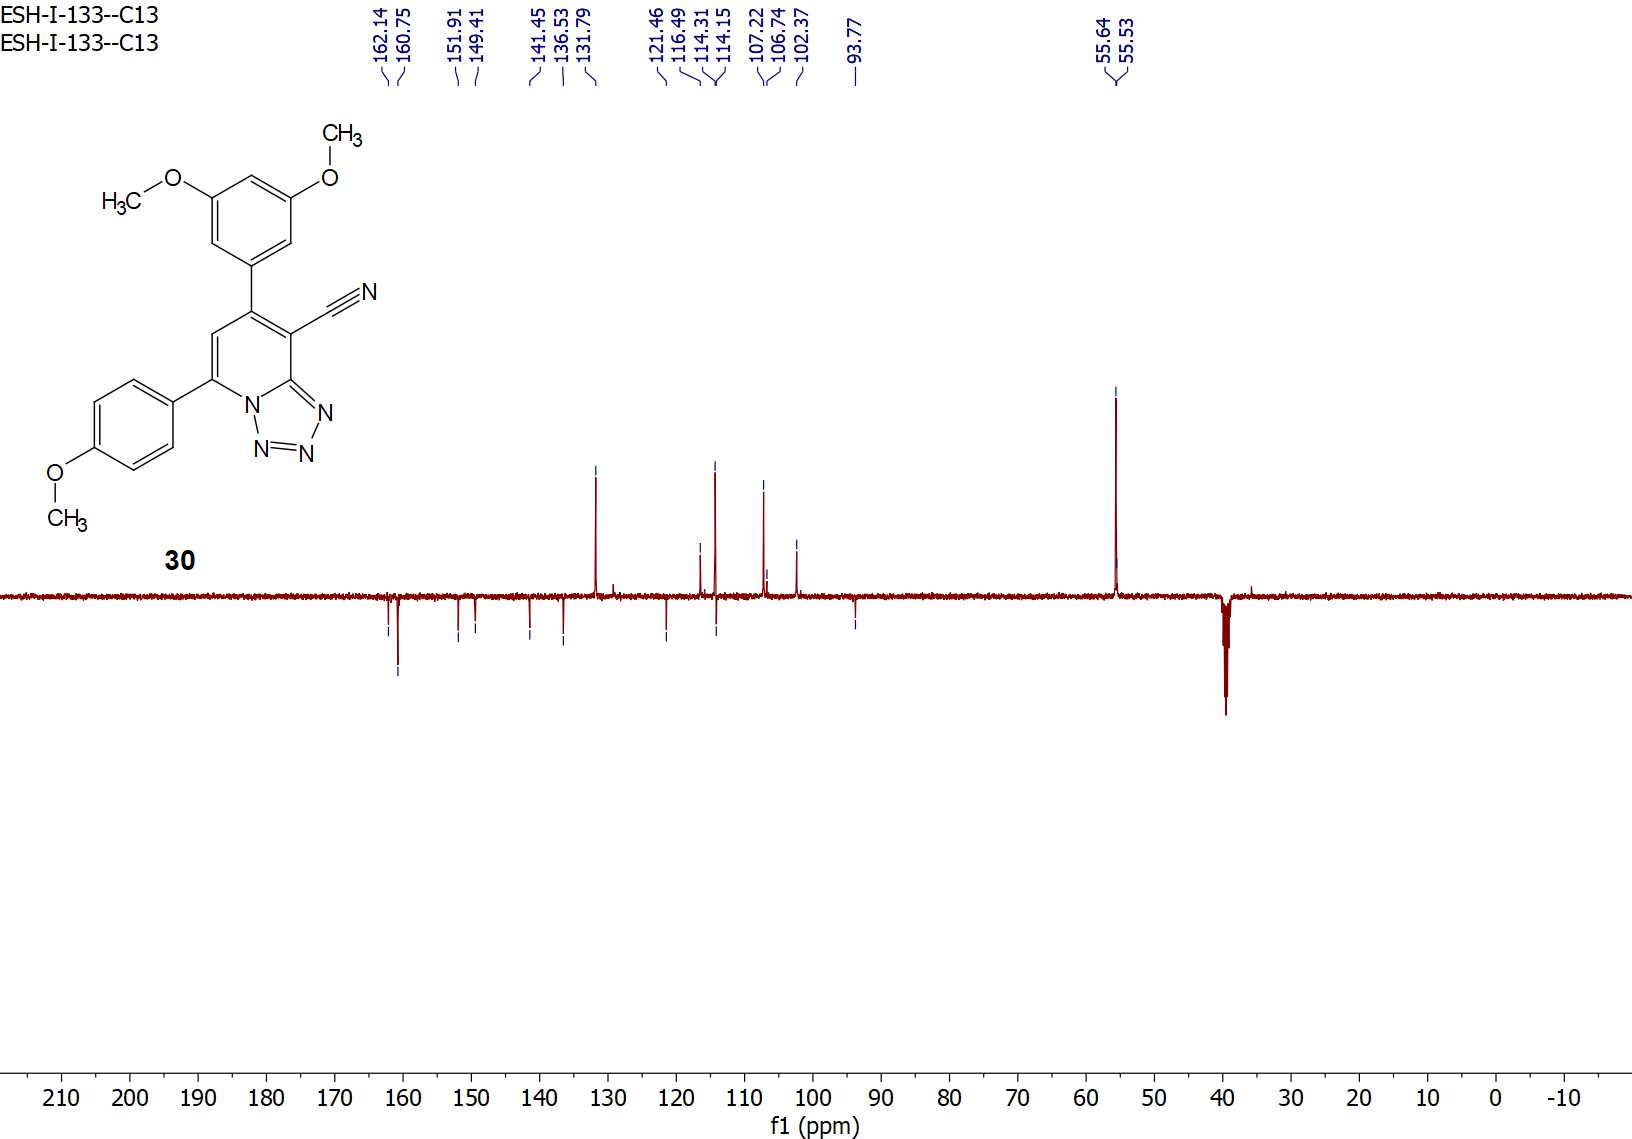 ESH-I-133--C13
ESH-I-133--C13
162.14
160.75
151.91
149.41
141.45
136.53
131.79
121.46
116.49
114.31
114.15
107.22
106.74
102.37
93.77
55.64
55.53
CH3
O
O
H3C
N
N
N
N
N
O
CH3
30
210 200 190 180 170 160 150 140 130 120 110 100 90 80 70 60 50 40 30 20 10 0 -10
f1 (ppm)